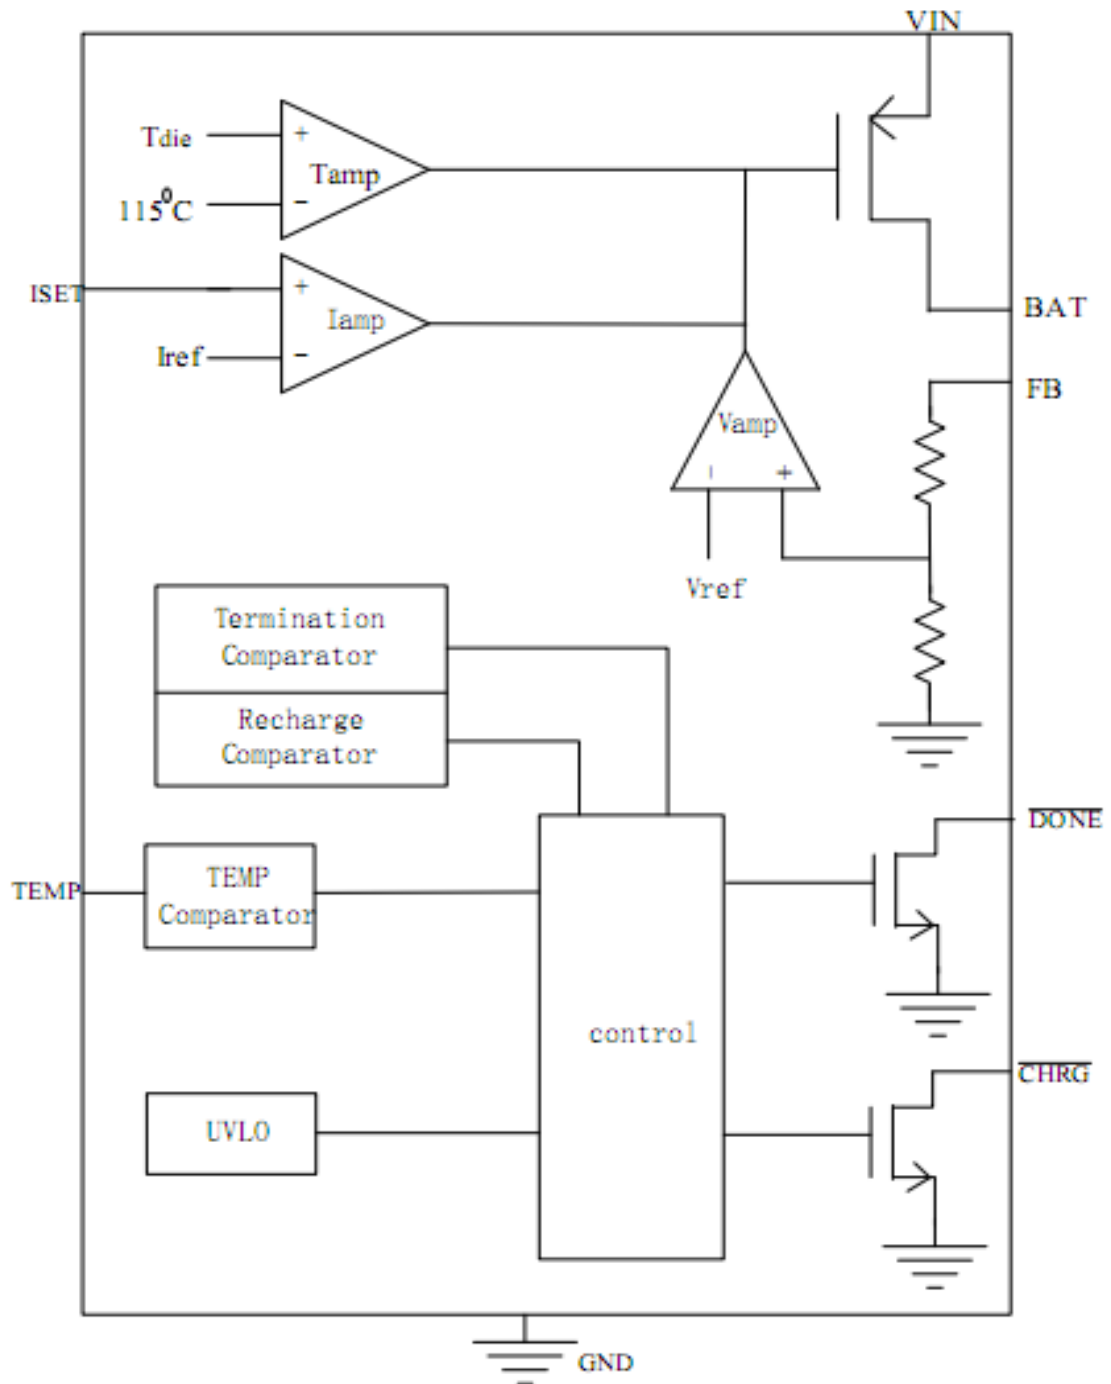 VIN
Tdie
+
Tamp
115⁰C
−
ISET
+
Iamp
Iref
−
BAT
FB
Vamp
− +
Vref
Termination
Comparator
Recharge
Comparator
DONE
TEMP
TEMP
Comparator
control
CHRG
UVLO
GND